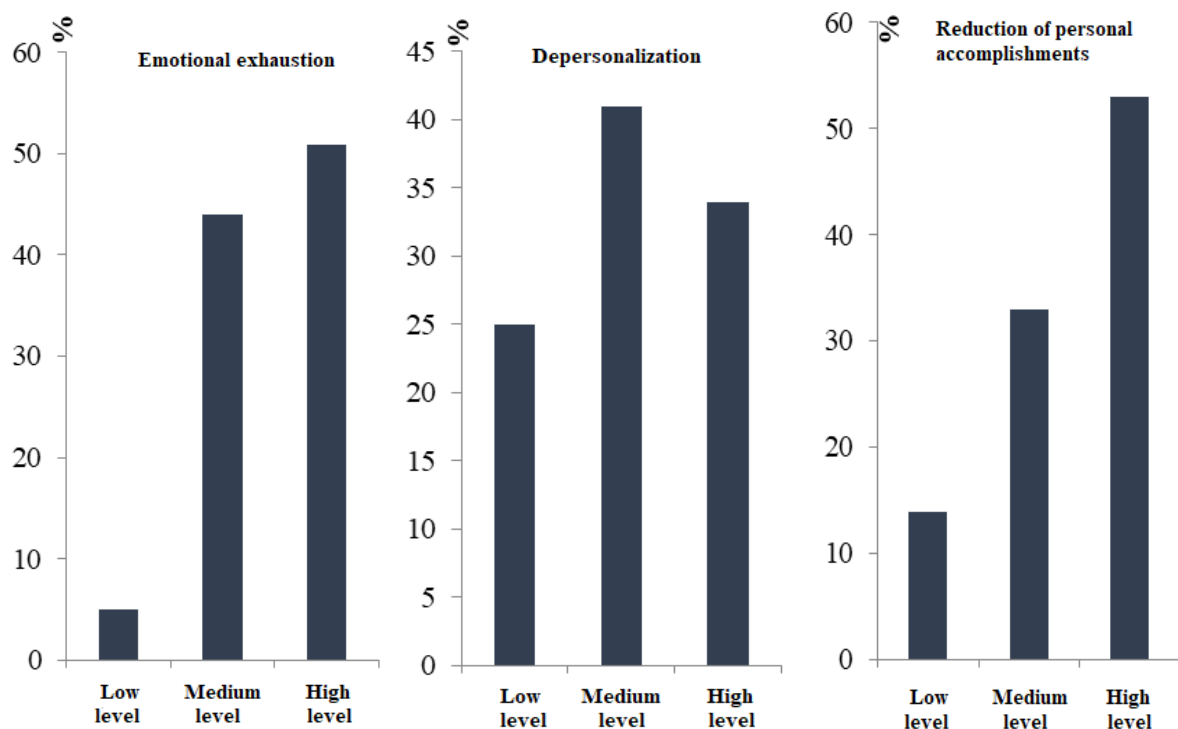 %
Emotional exhaustion
60
50
40
30
20
10
0
Low
level
Medium
level
High
level
%
Depersonalization
45
40
35
30
25
20
15
10
5
0
Low
level
Medium
level
High
level
%
Reduction of personal
accomplishments
60
50
40
30
20
10
0
Low
level
Medium
level
High
level